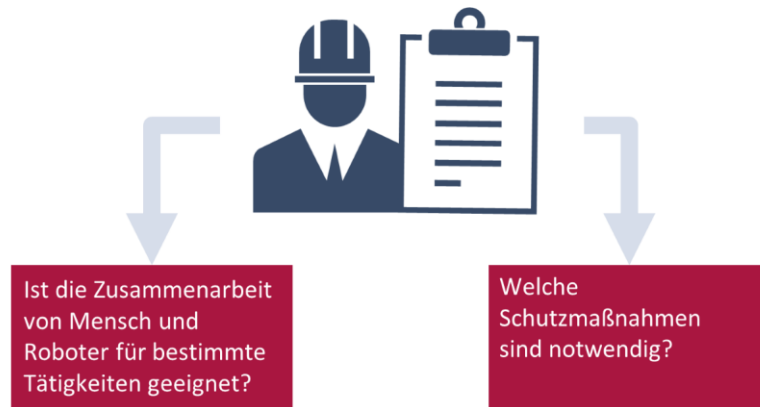 Ist die Zusammenarbeit
von Mensch und
Roboter für bestimmte
Tätigkeiten geeignet?
Welche
Schutzmaßnahmen
sind notwendig?